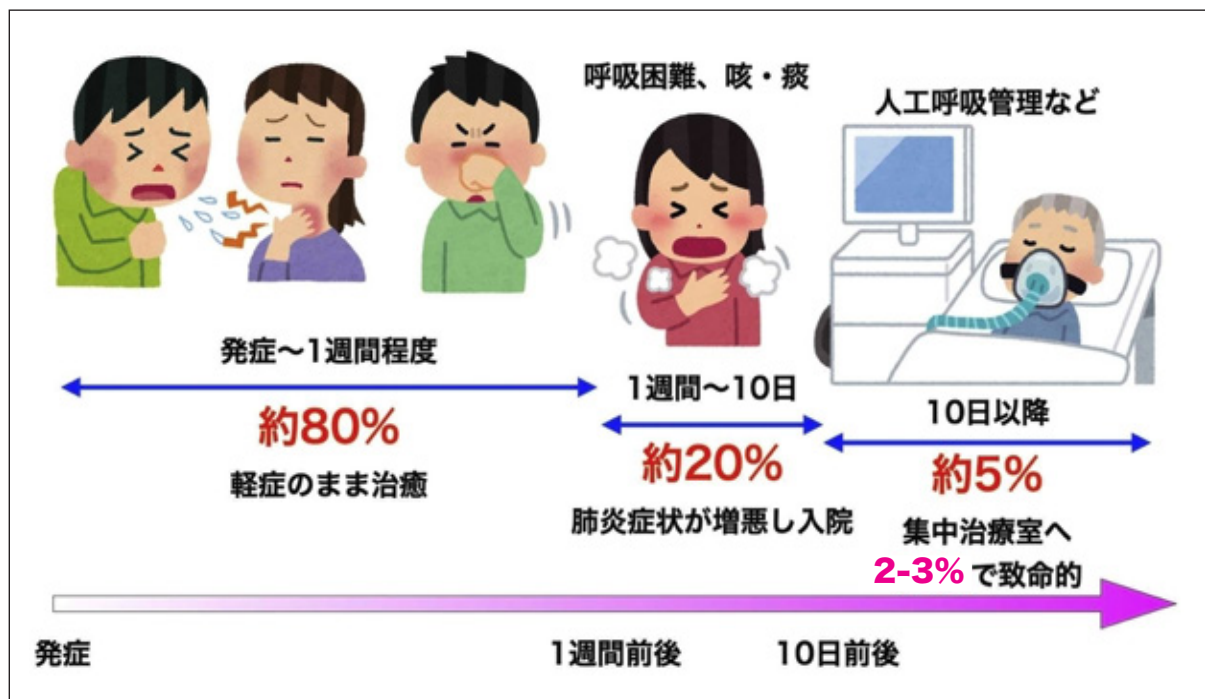 呼吸困難、咳・痰
人工呼吸管理など
発症～1週間程度
約80%
軽症のまま治癒
1週間～10日
約20%
肺炎症状が増悪し入院
10日以降
約5%
集中治療室へ
2-3% で致命的
発症
1週間前後
10日前後